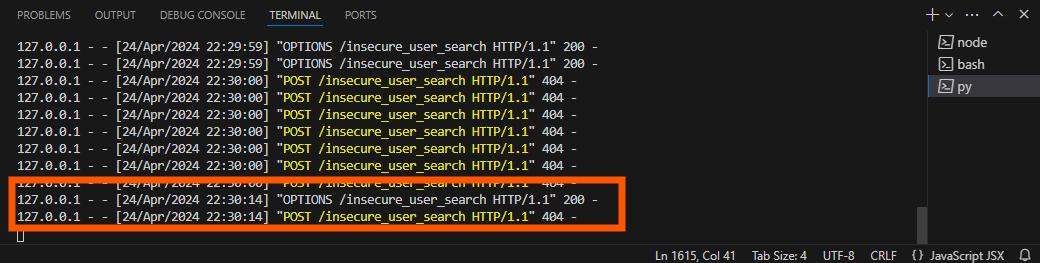 PROBLEMS OUTPUT DEBUG CONSOLE TERMINAL PORTS
127.0.0.1 - - [24/Apr/2024 22:29:59] "OPTIONS /insecure_user_search HTTP/1.1" 200 -
127.0.0.1 - - [24/Apr/2024 22:29:59] "OPTIONS /insecure_user_search HTTP/1.1" 200 -
127.0.0.1 - - [24/Apr/2024 22:30:00] "POST /insecure_user_search HTTP/1.1" 404 -
127.0.0.1 - - [24/Apr/2024 22:30:00] "POST /insecure_user_search HTTP/1.1" 404 -
127.0.0.1 - - [24/Apr/2024 22:30:00] "POST /insecure_user_search HTTP/1.1" 404 -
127.0.0.1 - - [24/Apr/2024 22:30:00] "POST /insecure_user_search HTTP/1.1" 404 -
127.0.0.1 - - [24/Apr/2024 22:30:00] "POST /insecure_user_search HTTP/1.1" 404 -
127.0.0.1 - - [24/Apr/2024 22:30:00] "POST /insecure_user_search HTTP/1.1" 404 -
127.0.0.1 - - [24/Apr/2024 22:30:00] "POST /insecure_user_search HTTP/1.1" 404 -
127.0.0.1 - - [24/Apr/2024 22:30:14] "OPTIONS /insecure_user_search HTTP/1.1" 200 -
127.0.0.1 - - [24/Apr/2024 22:30:14] "POST /insecure_user_search HTTP/1.1" 404 -
node
bash
py
Ln 1615, Col 41 Tab Size: 4 UTF-8 CRLF {} JavaScript JSX